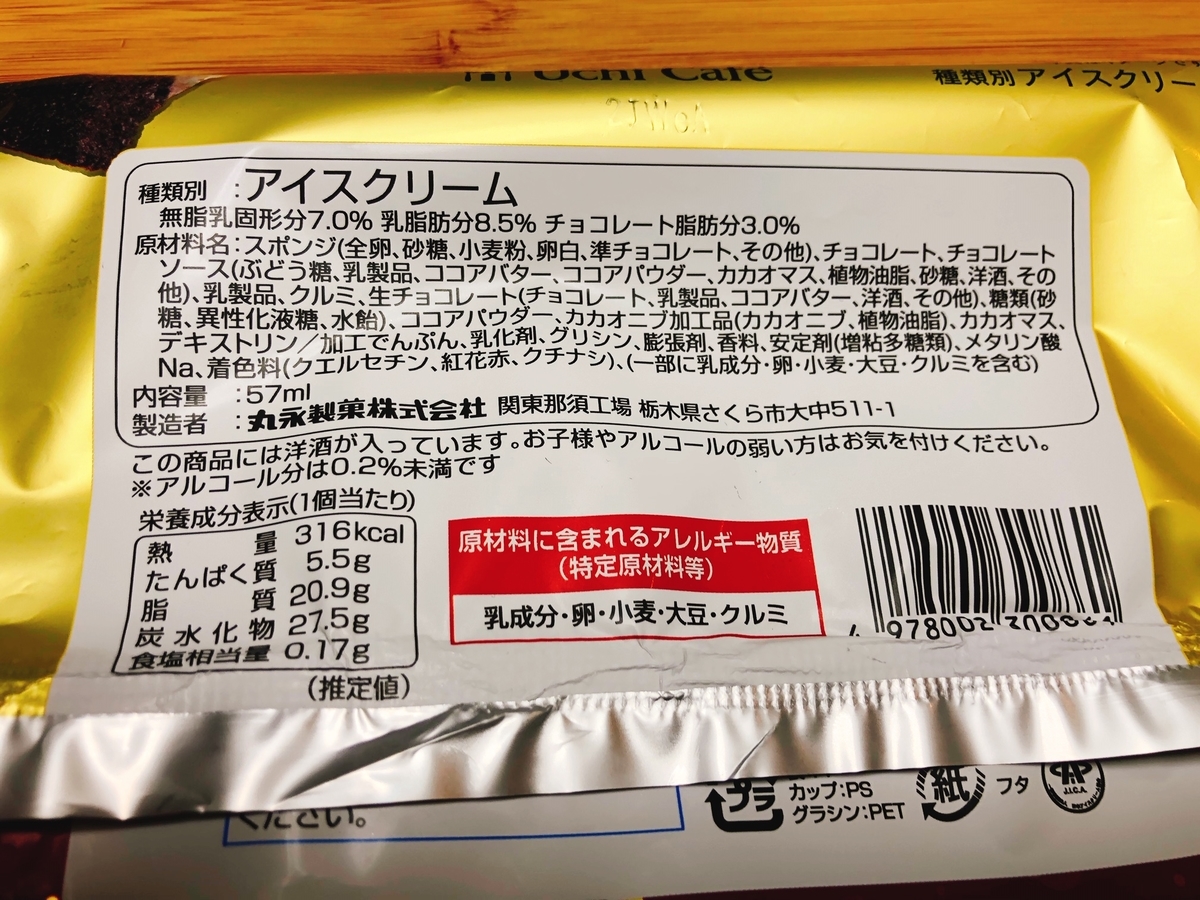 Uchi Café
種類別アイスクリー
種類別 :アイスクリーム
無脂乳固形分7.0% 乳脂肪分8.5% チョコレート脂肪分3.0%
原材料名:スポンジ(全卵、砂糖、小麦粉、卵白、準チョコレート、その他)、チョコレート、チョコレート
ソース(ぶどう糖、乳製品、ココアバター、ココアパウダー、カカオマス、植物油脂、砂糖、洋酒、その
他)、乳製品、クルミ、生チョコレート(チョコレート、乳製品、ココアバター、洋酒、その他)、糖類(砂
糖、異性化液糖、水飴)、ココアパウダー、カカオニブ加工品(カカオニブ、植物油脂)、カカオマス、
デキストリン/加工でんぷん、乳化剤、グリシン、膨張剤、香料、安定剤(増粘多糖類)、メタリン酸
Na、着色料(クエルセチン、紅花赤、クチナシ)、(一部に乳成分・卵・小麦・大豆・クルミを含む)
内容量 :57ml
製造者 :丸永製菓株式会社 関東那須工場 栃木県さくら市大中511-1
この商品には洋酒が入っています。お子様やアルコールの弱い方はお気を付けください。
※アルコール分は0.2%未満です
栄養成分表示(1個当たり)
熱量 316kcal
たんぱく質 5.5g
脂質 20.9g
炭水化物 27.5g
食塩相当量 0.17g
(推定値)
原材料に含まれるアレルギー物質
(特定原材料等)
乳成分・卵・小麦・大豆・クルミ
ください。
プラ
カップ:PS
グラシン:PET
紙
フタ
J.I.C.A.